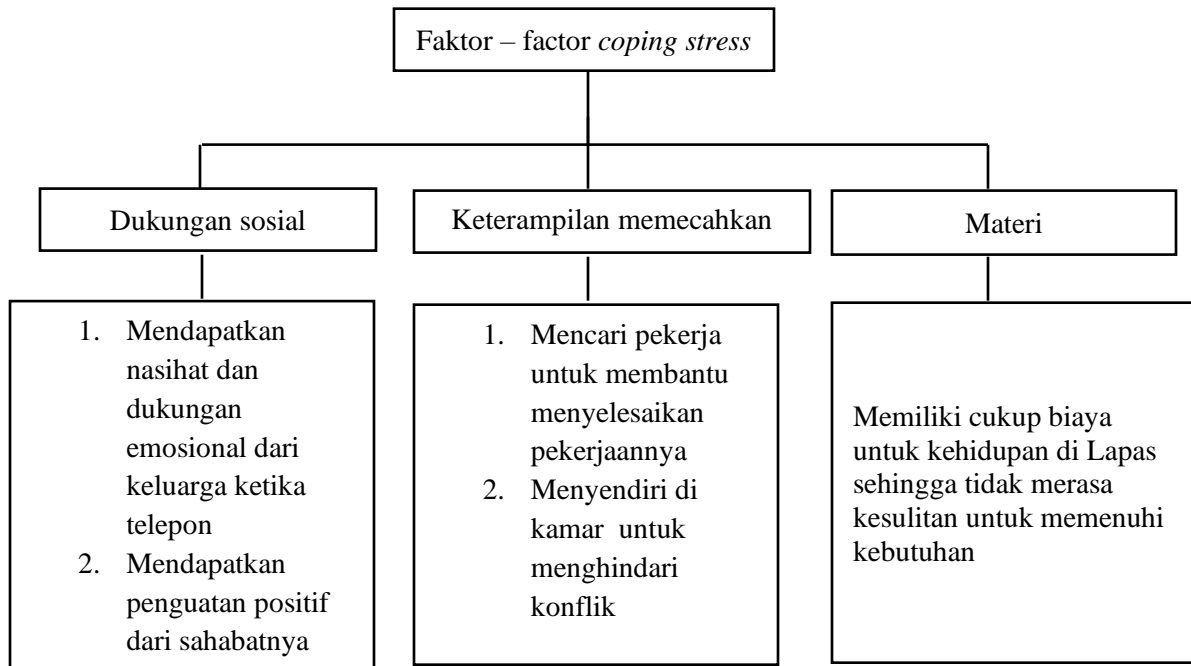 Faktor – factor coping stress
Dukungan sosial
Keterampilan memecahkan
Materi
1. Mendapatkan
nasihat dan
dukungan
emosional dari
keluarga ketika
telepon
2. Mendapatkan
penguatan positif
dari sahabatnya
1. Mencari pekerja
untuk membantu
menyelesaikan
pekerjaannya
2. Menyendiri di
kamar untuk
menghindari
konflik
Memiliki cukup biaya
untuk kehidupan di Lapas
sehingga tidak merasa
kesulitan untuk memenuhi
kebutuhan